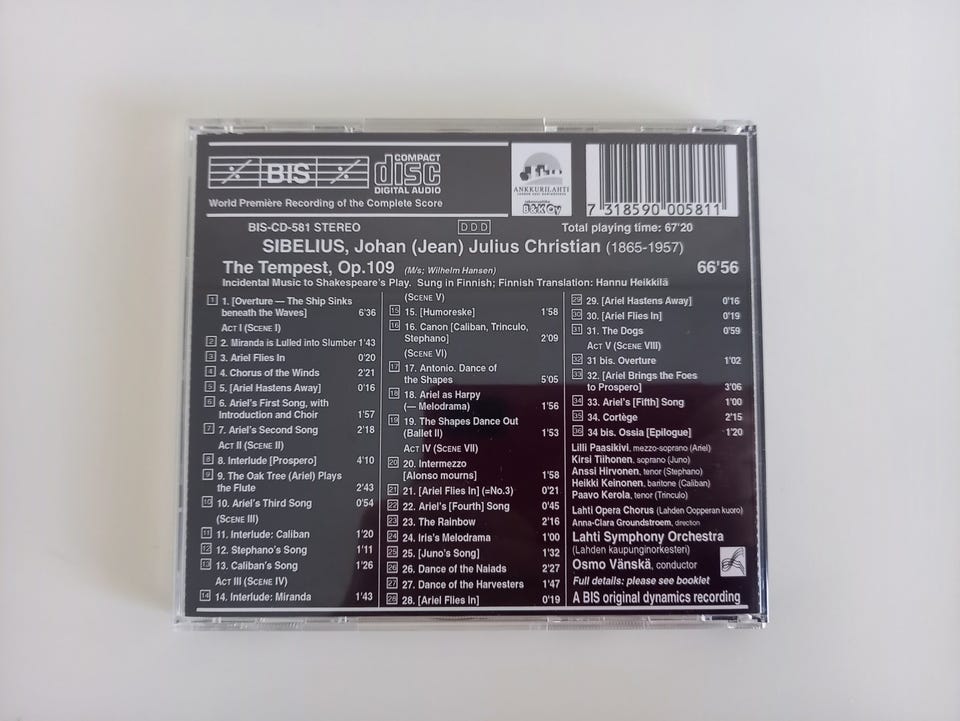 BIS
COMPACT
disc
DIGITAL AUDIO
World Première Recording of the Complete Score
ANKKURILAHTI
B&K Oy
7 318590 005811
BIS-CD-581 STEREO
DDD
Total playing time: 67'20
SIBELIUS, Johan (Jean) Julius Christian (1865-1957)
The Tempest, Op.109 (M/s; Wilhelm Hansen) 66'56
Incidental Music to Shakespeare's Play. Sung in Finnish; Finnish Translation: Hannu Heikkilä
1 1. [Overture — The Ship Sinks
beneath the Waves] 6'36
ACT I (SCENE I)
2 2. Miranda is Lulled into Slumber 1'43
3 3. Ariel Flies In 0'20
4 4. Chorus of the Winds 2'21
5 5. [Ariel Hastens Away] 0'16
6 6. Ariel's First Song, with
Introduction and Choir 1'57
7 7. Ariel's Second Song 2'18
ACT II (SCENE II)
8 8. Interlude [Prospero] 4'10
9 9. The Oak Tree (Ariel) Plays
the Flute 2'43
10 10. Ariel's Third Song 0'54
(SCENE III)
11 11. Interlude: Caliban 1'20
12 12. Stephano's Song 1'11
13 13. Caliban's Song 1'26
ACT III (SCENE IV)
14 14. Interlude: Miranda 1'43
(SCENE V)
15 15. [Humoreske] 1'58
16 16. Canon [Caliban, Trinculo,
Stephano] 2'09
(SCENE VI)
17 17. Antonio. Dance of
the Shapes 5'05
18 18. Ariel as Harpy
(— Melodrama) 1'56
19 19. The Shapes Dance Out
(Ballet II) 1'53
ACT IV (SCENE VII)
20 20. Intermezzo
[Alonso mourns] 1'58
21 21. [Ariel Flies In] (=No.3) 0'21
22 22. Ariel's [Fourth] Song 0'45
23 23. The Rainbow 2'16
24 24. Iris's Melodrama 1'00
25 25. [Juno's Song] 1'32
26 26. Dance of the Naiads 2'27
27 27. Dance of the Harvesters 1'47
28 28. [Ariel Flies In] 0'19
29 29. [Ariel Hastens Away] 0'16
30 30. [Ariel Flies In] 0'19
31 31. The Dogs 0'59
ACT V (SCENE VIII)
32 31 bis. Overture 1'02
33 32. [Ariel Brings the Foes
to Prospero] 3'06
34 33. Ariel's [Fifth] Song 1'00
35 34. Cortège 2'15
36 34 bis. Ossia [Epilogue] 1'20
Lilli Paasikivi, mezzo-soprano (Ariel)
Kirsi Tiihonen, soprano (Juno)
Anssi Hirvonen, tenor (Stephano)
Heikki Keinonen, baritone (Caliban)
Paavo Kerola, tenor (Trinculo)
Lahti Opera Chorus (Lahden Oopperan kuoro)
Anna-Clara Groundstroem, direction
Lahti Symphony Orchestra
(Lahden kaupunginorkesteri)
Osmo Vänskä, conductor
Full details: please see booklet
A BIS original dynamics recording